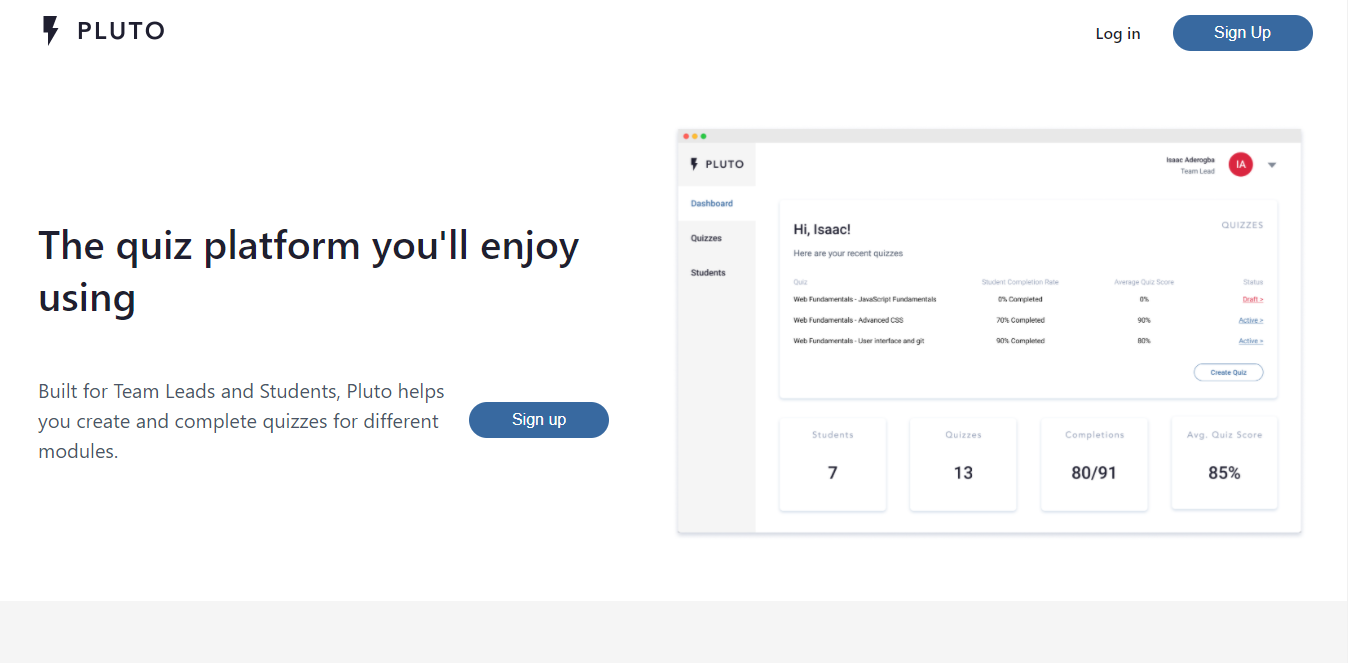 PLUTO
Log in
Sign Up
The quiz platform you'll enjoy
using
Built for Team Leads and Students, Pluto helps
you create and complete quizzes for different
modules.
Sign up
PLUTO
Isaac Aderogba
Team Lead
IA
Dashboard
Quizzes
Students
Hi, Isaac!
QUIZZES
Here are your recent quizzes
Quiz Student Completion Rate Average Quiz Score Status
Web Fundamentals - JavaScript Fundamentals 0% Completed 0% Draft >
Web Fundamentals - Advanced CSS 70% Completed 90% Active >
Web Fundamentals - User interface and git 90% Completed 80% Active >
Create Quiz
Students Quizzes Completions Avg. Quiz Score
7 13 80/91 85%